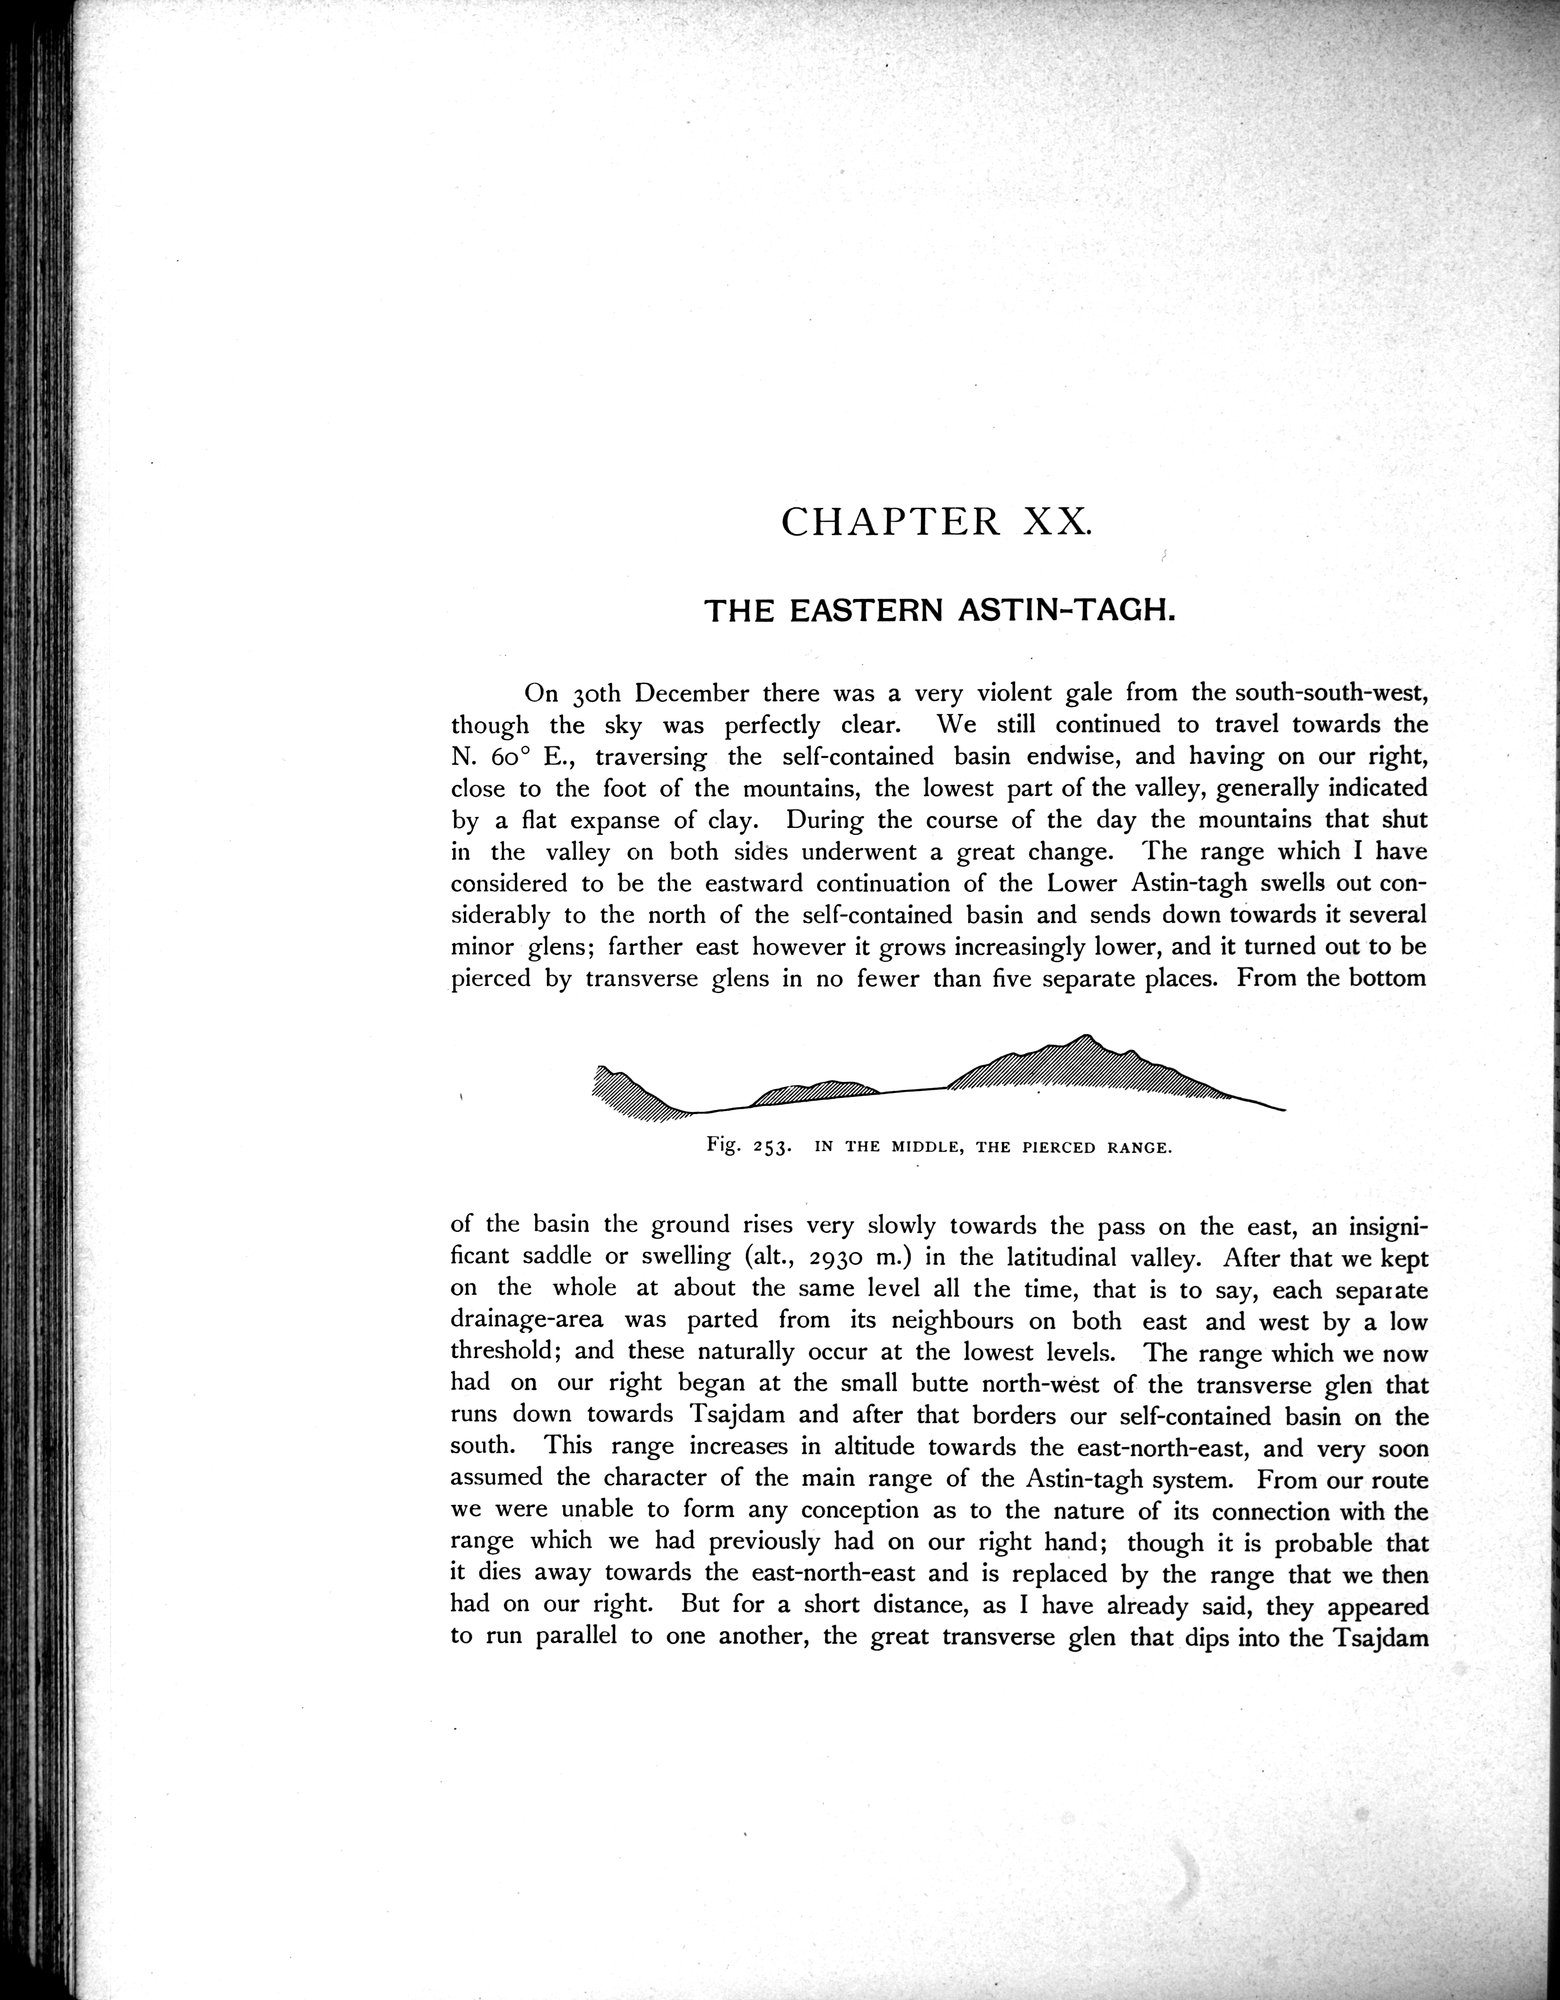 CHAPTER XX.
THE EASTERN ASTIN-TAGH.
On 30th December there was a very violent gale from the south-south-west,
though the sky was perfectly clear. We still continued to travel towards the
N. 60° E., traversing the self-contained basin endwise, and having on our right,
close to the foot of the mountains, the lowest part of the valley, generally indicated
by a flat expanse of clay. During the course of the day the mountains that shut
in the valley on both sides underwent a great change. The range which I have
considered to be the eastward continuation of the Lower Astin-tagh swells out con-
siderably to the north of the self-contained basin and sends down towards it several
minor glens; farther east however it grows increasingly lower, and it turned out to be
pierced by transverse glens in no fewer than five separate places. From the bottom
Fig. 253. IN THE MIDDLE, THE PIERCED RANGE.
of the basin the ground rises very slowly towards the pass on the east, an insigni-
ficant saddle or swelling (alt., 2930 m.) in the latitudinal valley. After that we kept
on the whole at about the same level all the time, that is to say, each separate
drainage-area was parted from its neighbours on both east and west by a low
threshold; and these naturally occur at the lowest levels. The range which we now
had on our right began at the small butte north-west of the transverse glen that
runs down towards Tsajdam and after that borders our self-contained basin on the
south. This range increases in altitude towards the east-north-east, and very soon
assumed the character of the main range of the Astin-tagh system. From our route
we were unable to form any conception as to the nature of its connection with the
range which we had previously had on our right hand; though it is probable that
it dies away towards the east-north-east and is replaced by the range that we then
had on our right. But for a short distance, as I have already said, they appeared
to run parallel to one another, the great transverse glen that dips into the Tsajdam